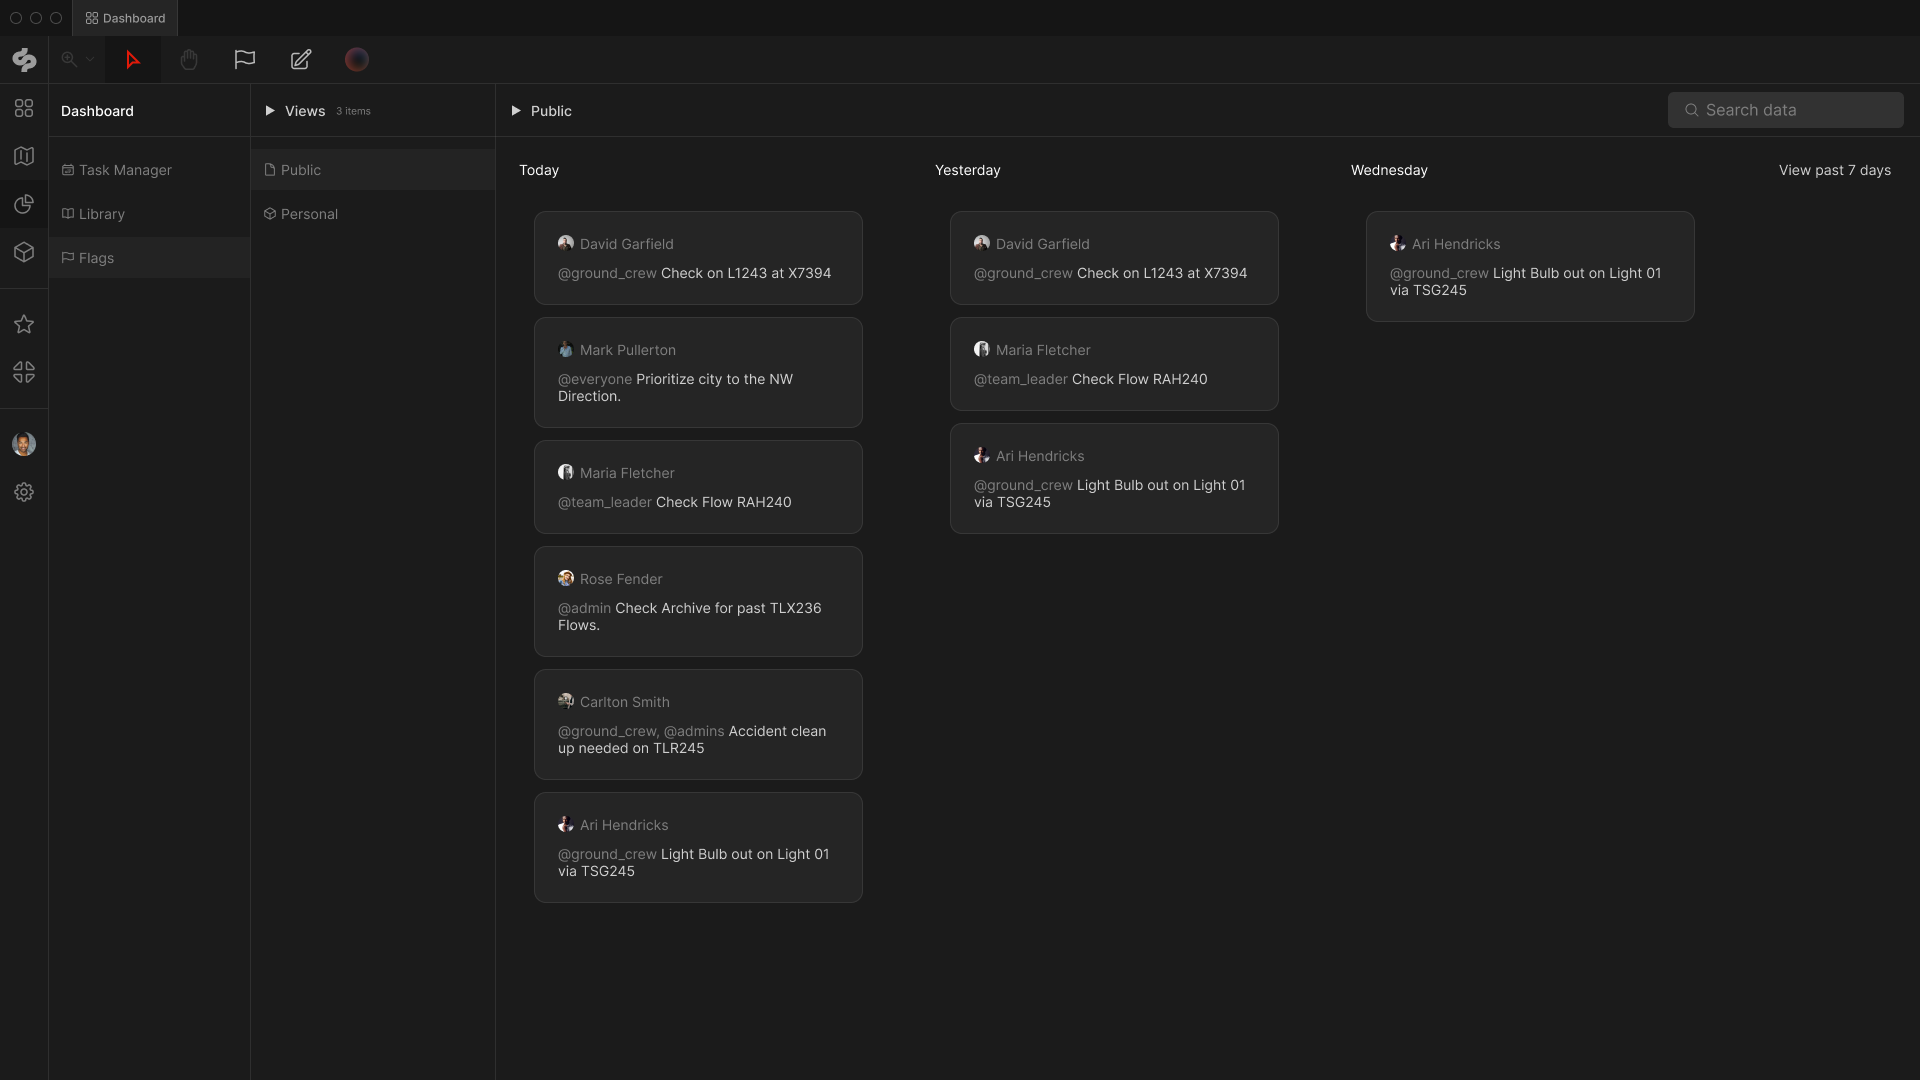 Dashboard
Dashboard
Task Manager
Library
Flags
Views 3 items
Public
Personal
Public
Search data
Today
David Garfield
@ground_crew Check on L1243 at X7394
Mark Pullerton
@everyone Prioritize city to the NW
Direction.
Maria Fletcher
@team_leader Check Flow RAH240
Rose Fender
@admin Check Archive for past TLX236
Flows.
Carlton Smith
@ground_crew, @admins Accident clean
up needed on TLR245
Ari Hendricks
@ground_crew Light Bulb out on Light 01
via TSG245
Yesterday
David Garfield
@ground_crew Check on L1243 at X7394
Maria Fletcher
@team_leader Check Flow RAH240
Ari Hendricks
@ground_crew Light Bulb out on Light 01
via TSG245
Wednesday
View past 7 days
Ari Hendricks
@ground_crew Light Bulb out on Light 01
via TSG245